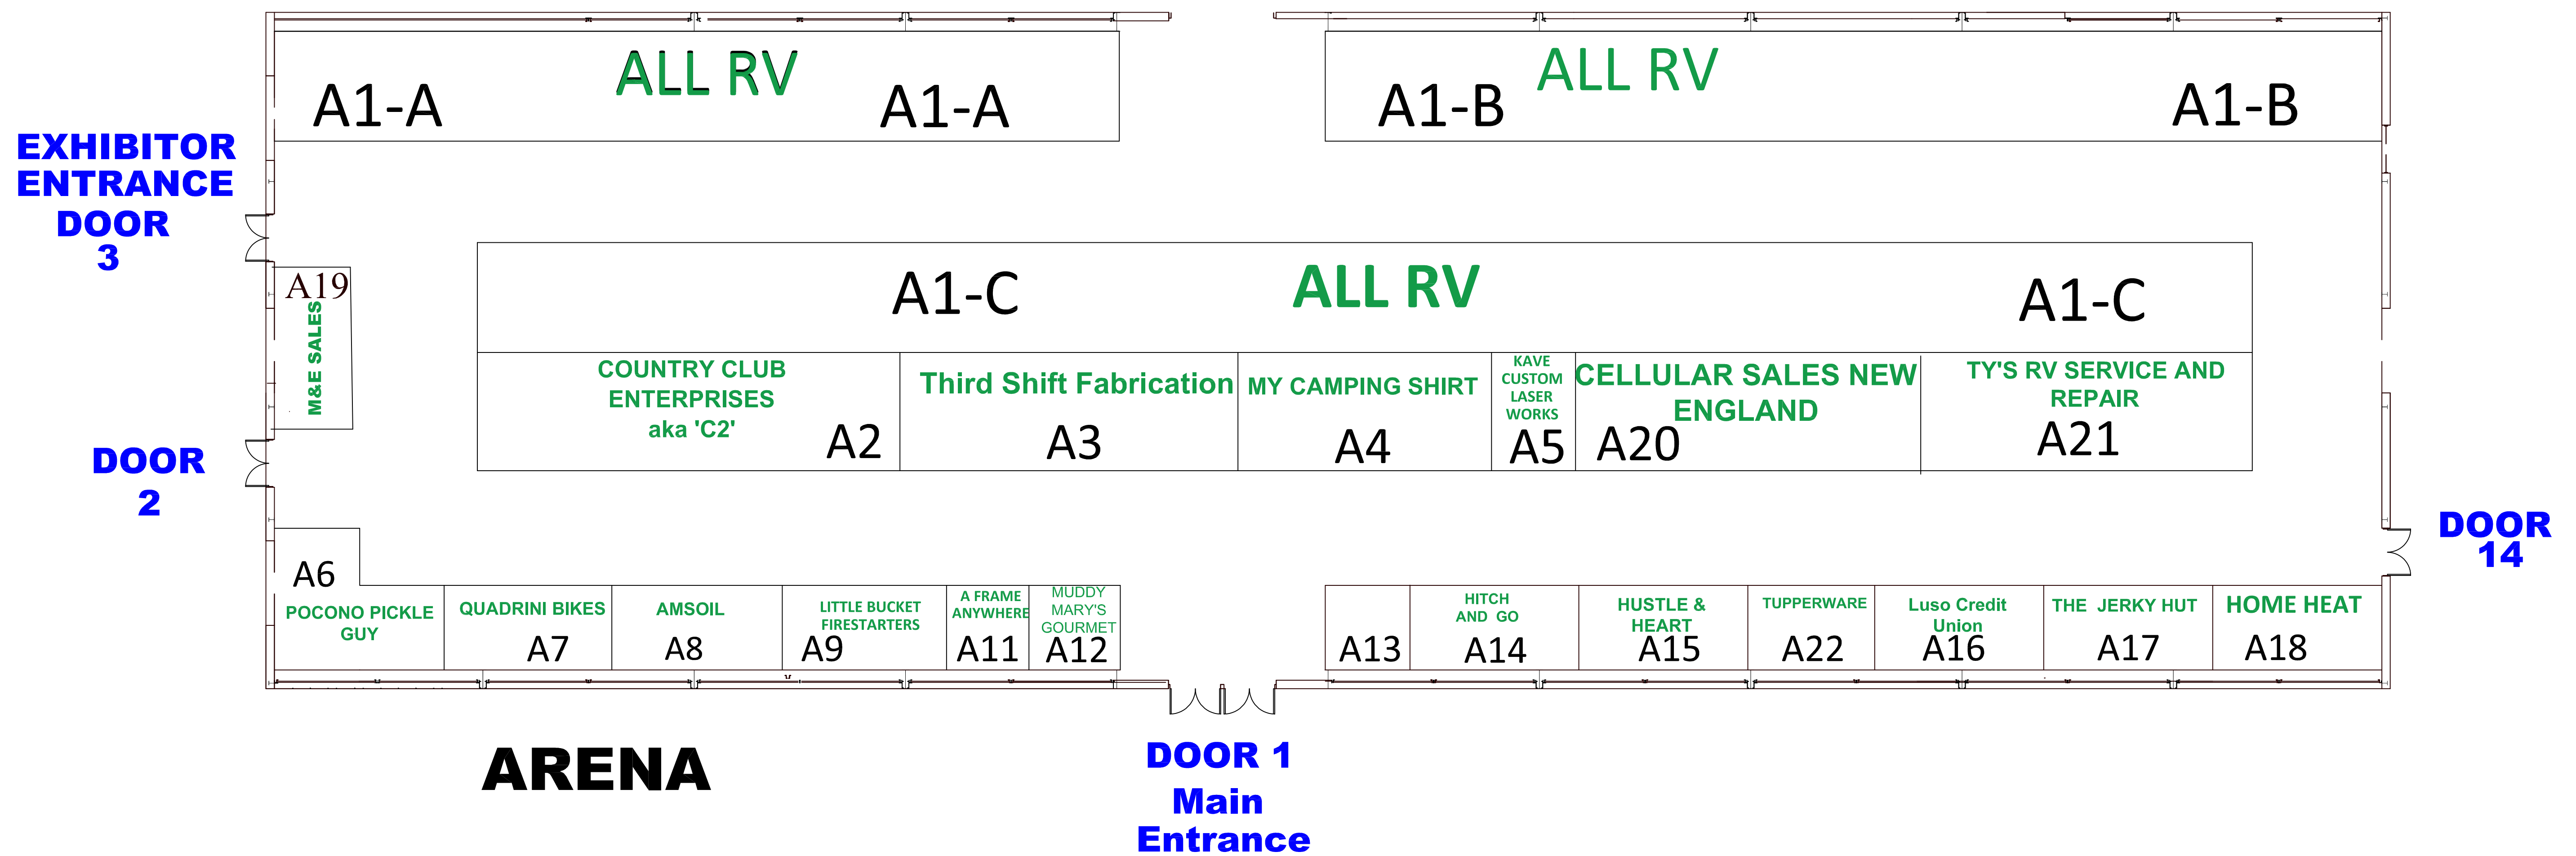 ALL RV
A1-A
A1-A
ALL RV
A1-B
A1-B
EXHIBITOR
ENTRANCE
DOOR
3
A19
M&E SALES
DOOR
2
A1-C
ALL RV
A1-C
COUNTRY CLUB
ENTERPRISES
aka 'C2'
A2
Third Shift Fabrication
A3
MY CAMPING SHIRT
A4
KAVE
CUSTOM
LASER
WORKS
A5
CELLULAR SALES NEW
ENGLAND
A20
TY'S RV SERVICE AND
REPAIR
A21
DOOR
14
A6
POCONO PICKLE
GUY
QUADRINI BIKES
A7
AMSOIL
A8
LITTLE BUCKET
FIRESTARTERS
A9
A FRAME
ANYWHERE
A11
MUDDY
MARY'S
GOURMET
A12
A13
HITCH
AND GO
A14
HUSTLE &
HEART
A15
TUPPERWARE
A22
Luso Credit
Union
A16
THE JERKY HUT
A17
HOME HEAT
A18
ARENA
DOOR 1
Main
Entrance